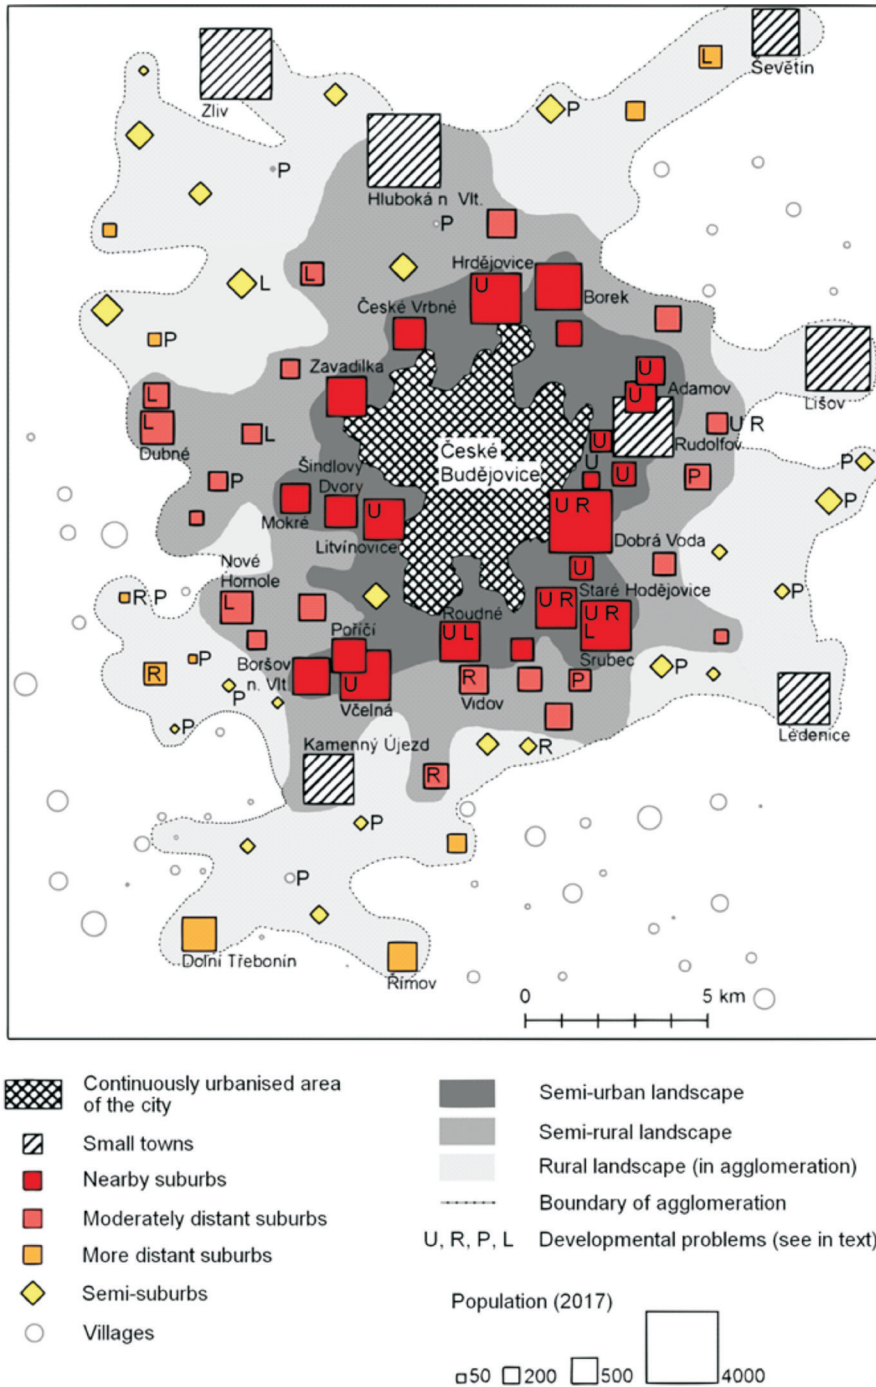 L
Ševětín
Zliv
P
P
Hluboká n Vlt.
P
L
L
Hrdějovice
U
Borek
České Vrbné
P
Zavadilka
U
Adamov
U
Lišov
L
L
Dubné
L
U R
Rudolfov
U
České
Budějovice
U
U
P
P
P
P
Šindlovy
Dvory
Mokré
U
Litvínovice
U R
Dobrá Voda
Nové
Homole
L
R P
U
P
Staré Hodějovice
U R
U R
L
Srubec
Roudné
U L
Poříčí
P
R
Boršov
n. Vlt
P
U
Včelná
R
Vidov
P
P
P
R
Ledenice
Kamenný Újezd
R
P
P
Dolní Třebonín
Římov
0
5 km
Continuously urbanised area
of the city
Small towns
Nearby suburbs
Moderately distant suburbs
More distant suburbs
Semi-suburbs
Villages
Semi-urban landscape
Semi-rural landscape
Rural landscape (in agglomeration)
Boundary of agglomeration
U, R, P, L Developmental problems (see in text)
Population (2017)
50 200 500 4000